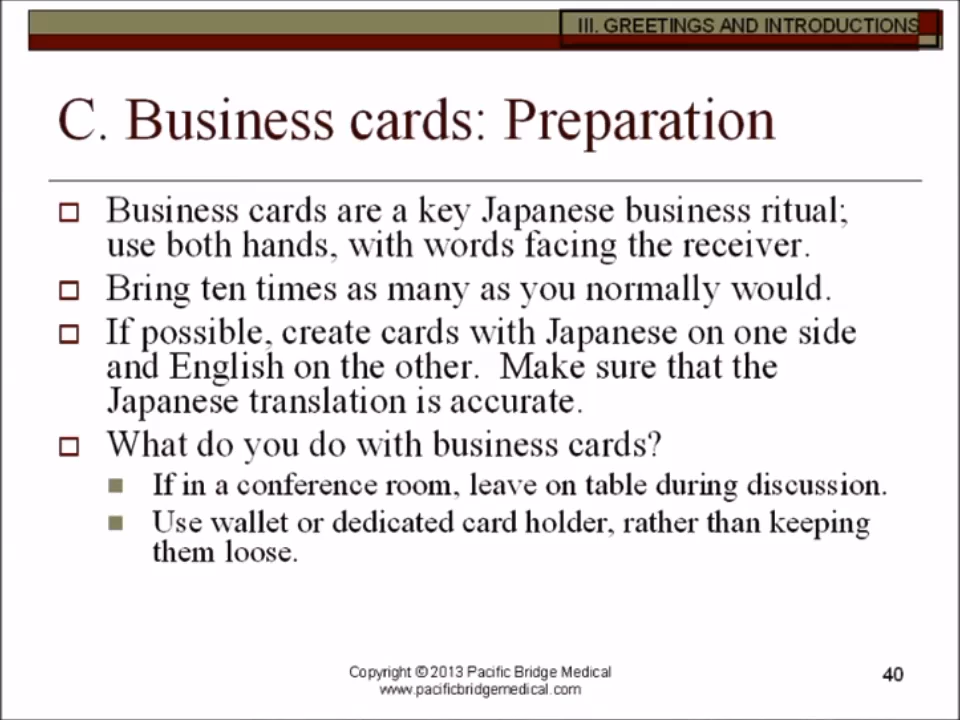 III. GREETINGS AND INTRODUCTIONS
C. Business cards: Preparation
Business cards are a key Japanese business ritual;
use both hands, with words facing the receiver.
Bring ten times as many as you normally would.
If possible, create cards with Japanese on one side
and English on the other.  Make sure that the
Japanese translation is accurate.
What do you do with business cards?
If in a conference room, leave on table during discussion.
Use wallet or dedicated card holder, rather than keeping
them loose.
Copyright © 2013 Pacific Bridge Medical
www.pacificbridgemedical.com
40